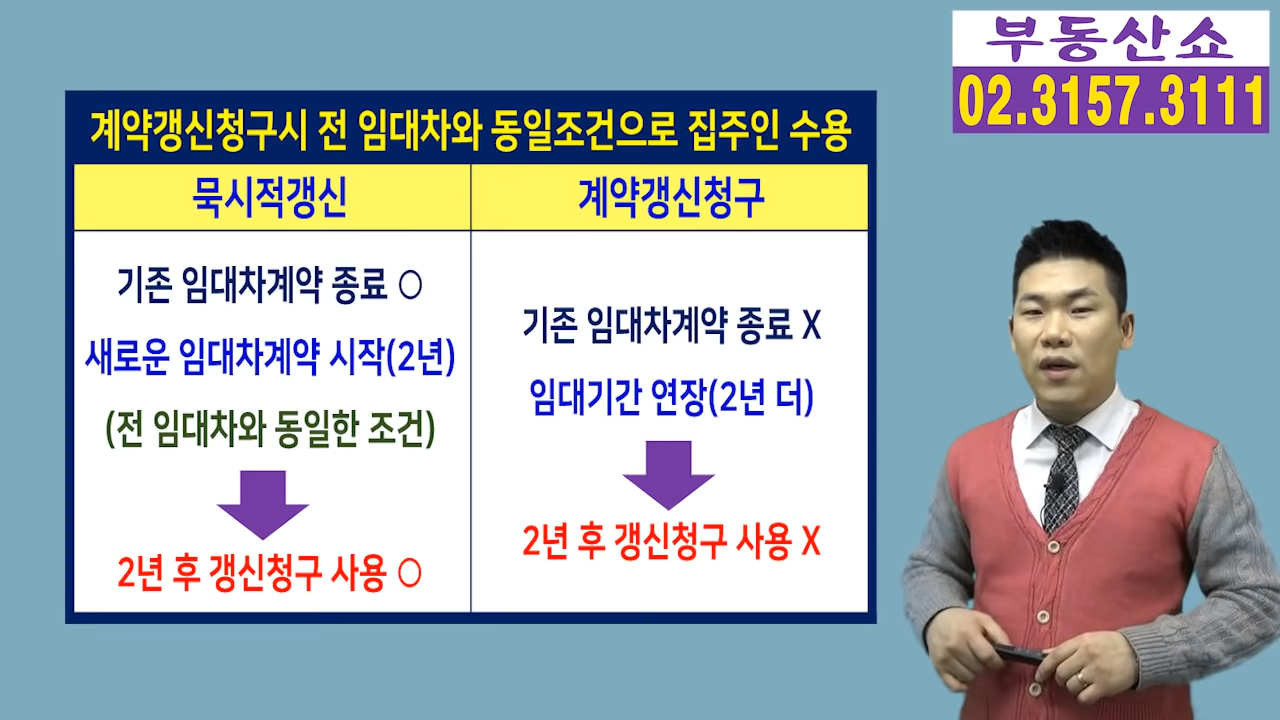 부동산쇼
02.3157.3111
계약갱신청구시 전 임대차와 동일조건으로 집주인 수용
묵시적갱신
기존 임대차계약 종료 O
새로운 임대차계약 시작(2년)
(전 임대차와 동일한 조건)
2년 후 갱신청구 사용 O
계약갱신청구
기존 임대차계약 종료 X
임대기간 연장(2년 더)
2년 후 갱신청구 사용 X